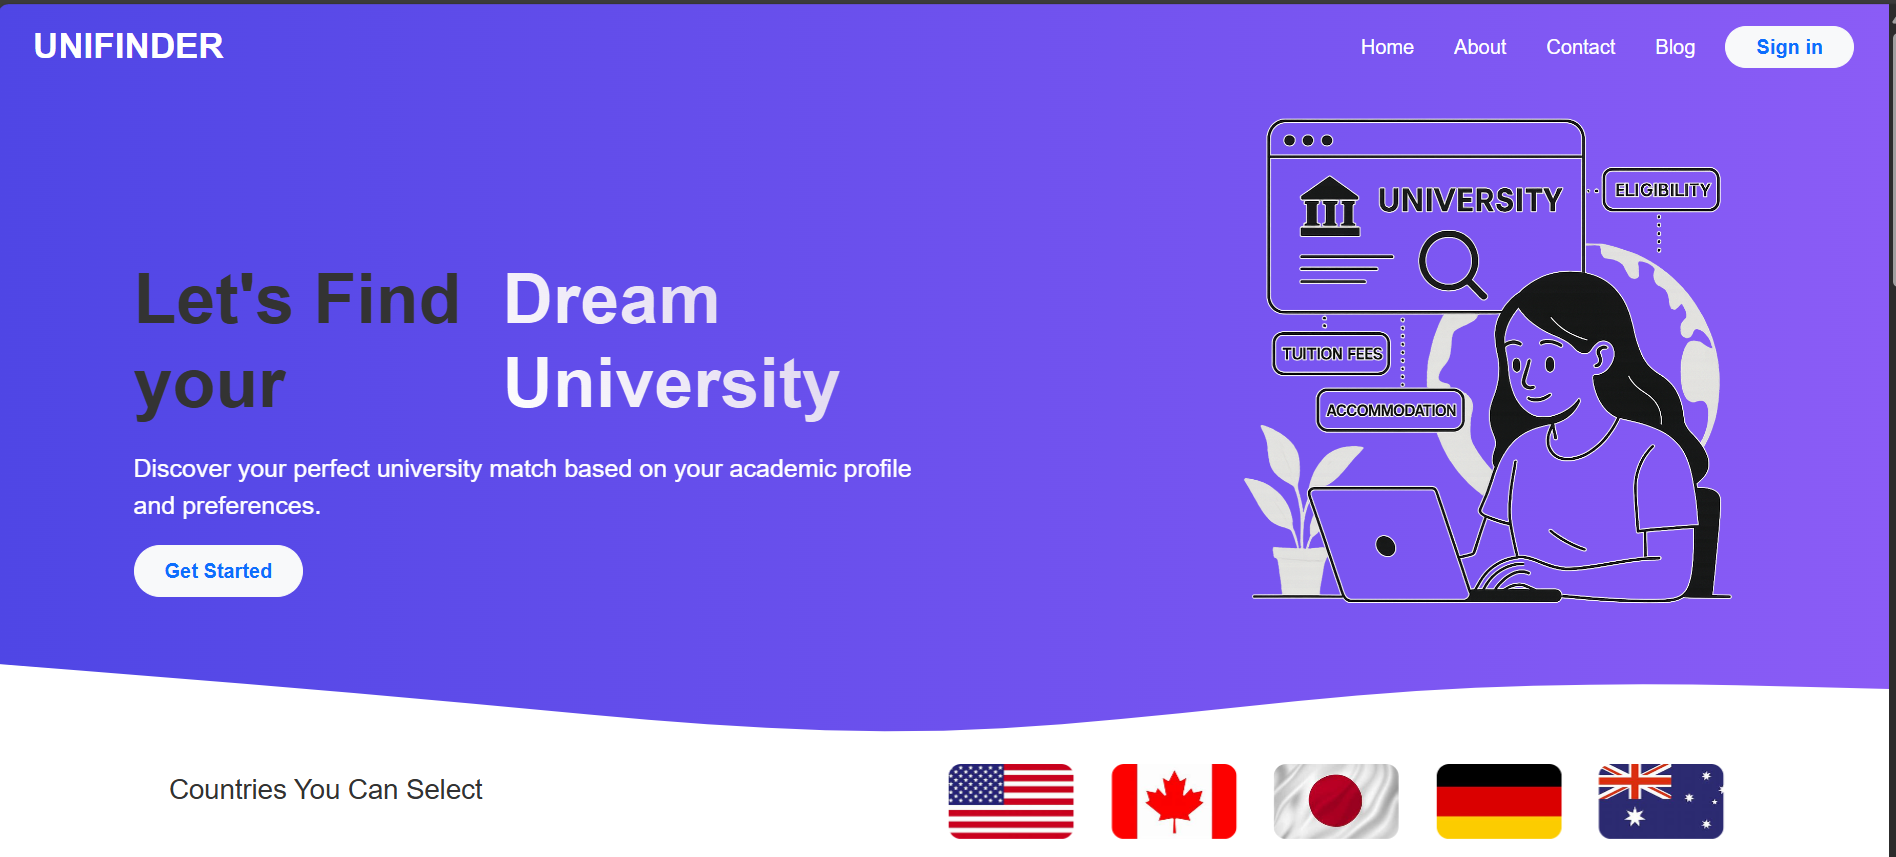 UNIFINDER
Home About Contact Blog Sign in
UNIVERSITY
ELIGIBILITY
TUITION FEES
ACCOMMODATION
Let's Find your
Dream University
Discover your perfect university match based on your academic profile
and preferences.
Get Started
Countries You Can Select